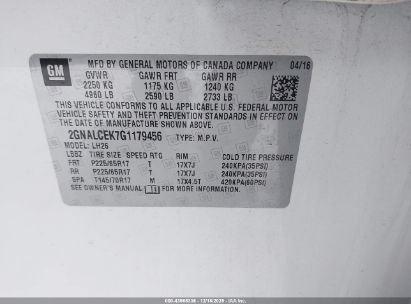 GM
MFD BY GENERAL MOTORS OF CANADA COMPANY 04/16
GVWR GAWR FRT GAWR RR
2250 KG 1175 KG 1240 KG
4960 LB 2590 LB 2733 LB
THIS VEHICLE CONFORMS TO ALL APPLICABLE U.S. FEDERAL MOTOR
VEHICLE SAFETY AND THEFT PREVENTION STANDARDS IN EFFECT ON
THE DATE OF MANUFACTURE SHOWN ABOVE.
2GNALCEK7G1179456 TYPE: M.P.V.
MODEL: LH26
LBBZ TIRE SIZE SPEED RTG RIM COLD TIRE PRESSURE
FRT P225/65R17 T 17X7J 240KPA(35PSI)
RR P225/65R17 T 17X7J 240KPA(35PSI)
SPA T145/70R17 M 17X4.5T 420KPA(60PSI)
SEE OWNER'S MANUAL FOR MORE INFORMATION.